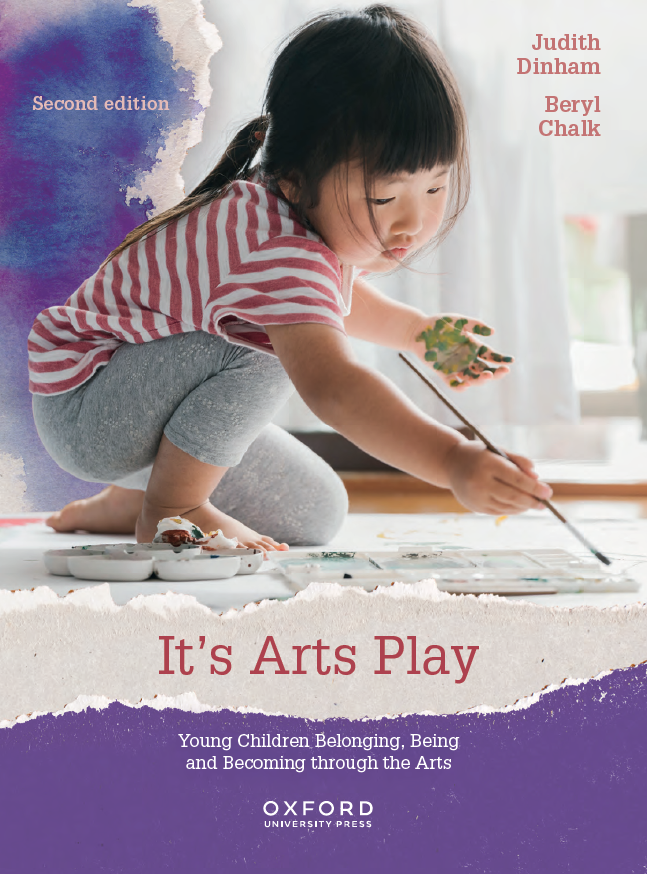 Second edition
Judith
Dinham
Beryl
Chalk
It's Arts Play
Young Children Belonging, Being
and Becoming through the Arts
OXFORD
UNIVERSITY PRESS